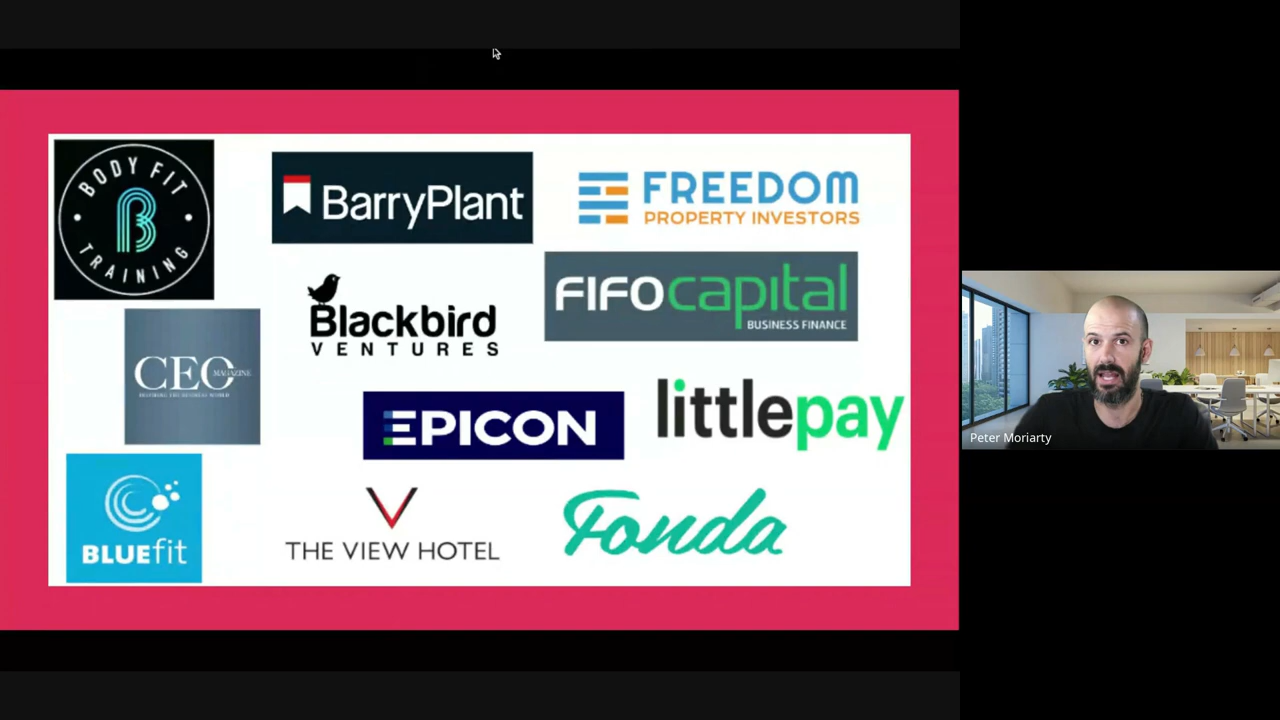 BODY FIT
TRAINING
BarryPlant
FREEDOM
PROPERTY INVESTORS
Blackbird
VENTURES
FIFOcapital
BUSINESS FINANCE
CEO
MAGAZINE
EPICON
littlepay
BLUEfit
THE VIEW HOTEL
Fonda
Peter Moriarty